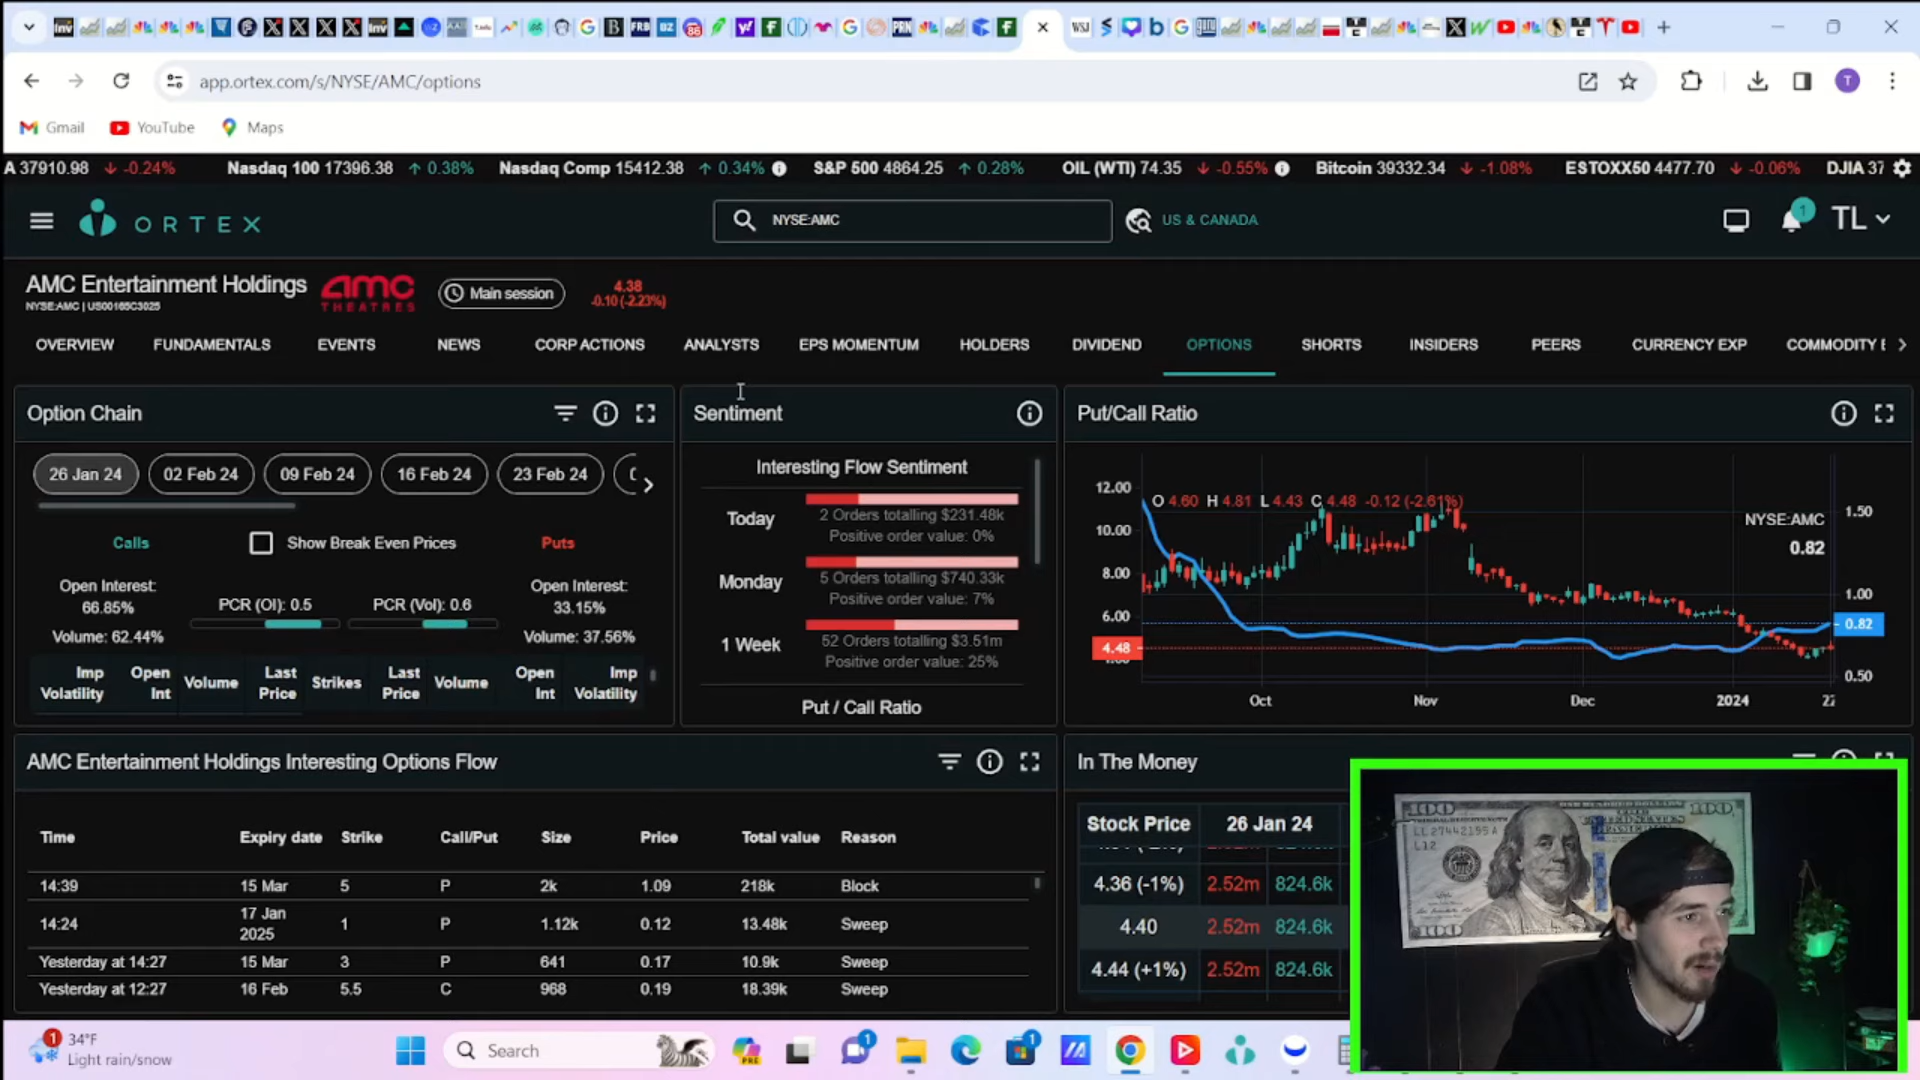 app.ortex.com/s/NYSE/AMC/options
Gmail YouTube Maps
A 37910.98 -0.24% Nasdaq 100 17396.38 0.38% Nasdaq Comp 15412.38 0.34% S&P 500 4864.25 0.28% OIL (WTI) 74.35 -0.55% Bitcoin 39332.34 -1.08% ESTOXX50 4477.70 -0.06% DJIA 37
ORTEX NYSE:AMC US & CANADA 1 TL
AMC Entertainment Holdings amc THEATRES Main session 4.38
NYSE:AMC | US00165C3025 -0.10 (-2.23%)
OVERVIEW FUNDAMENTALS EVENTS NEWS CORP ACTIONS ANALYSTS EPS MOMENTUM HOLDERS DIVIDEND OPTIONS SHORTS INSIDERS PEERS CURRENCY EXP COMMODITY E
Option Chain
26 Jan 24 02 Feb 24 09 Feb 24 16 Feb 24 23 Feb 24
Calls Show Break Even Prices Puts
Open Interest: 66.85% PCR (OI): 0.5 PCR (Vol): 0.6 Open Interest: 33.15%
Volume: 62.44% Volume: 37.56%
Imp Volatility Open Int Volume Last Price Strikes Last Price Volume Open Int Imp Volatility
Sentiment
Interesting Flow Sentiment
Today 2 Orders totalling $231.48k
Positive order value: 0%
Monday 5 Orders totalling $740.33k
Positive order value: 7%
1 Week 52 Orders totalling $3.51m
Positive order value: 25%
Put / Call Ratio
Put/Call Ratio
O 4.60 H 4.81 L 4.43 C 4.48 -0.12 (-2.61%)
NYSE:AMC
0.82
12.00
10.00
8.00
6.00
4.48
1.50
1.00
0.82
0.50
Oct Nov Dec 2024 22
AMC Entertainment Holdings Interesting Options Flow
Time Expiry date Strike Call/Put Size Price Total value Reason
14:39 15 Mar 5 P 2k 1.09 218k Block
14:24 17 Jan 2025 1 P 1.12k 0.12 13.48k Sweep
Yesterday at 14:27 15 Mar 3 P 641 0.17 10.9k Sweep
Yesterday at 12:27 16 Feb 5.5 C 968 0.19 18.39k Sweep
In The Money
Stock Price 26 Jan 24
4.36 (-1%) 2.52m 824.6k
4.40 2.52m 824.6k
4.44 (+1%) 2.52m 824.6k
34°F
Light rain/snow
Search